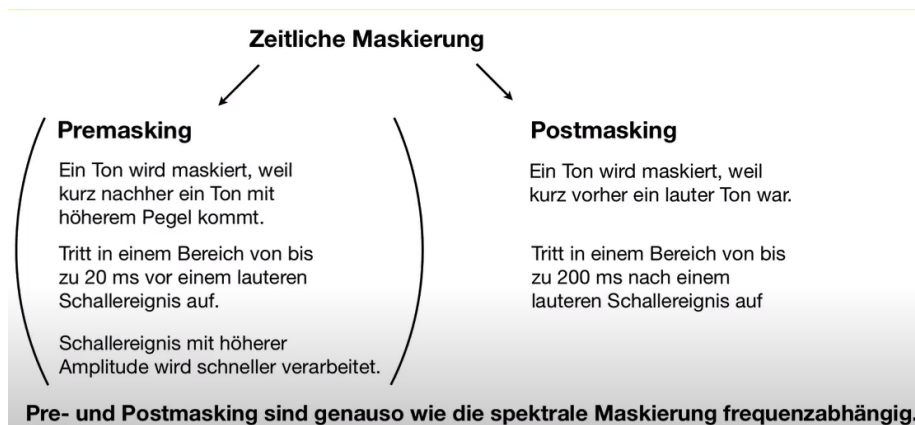 Zeitliche Maskierung
Premasking
Ein Ton wird maskiert, weil
kurz nachher ein Ton mit
höherem Pegel kommt.
Tritt in einem Bereich von bis
zu 20 ms vor einem lauteren
Schallereignis auf.
Schallereignis mit höherer
Amplitude wird schneller verarbeitet.
Postmasking
Ein Ton wird maskiert, weil
kurz vorher ein lauter Ton war.
Tritt in einem Bereich von bis
zu 200 ms nach einem
lauteren Schallereignis auf
Pre- und Postmasking sind genauso wie die spektrale Maskierung frequenzabhängig.